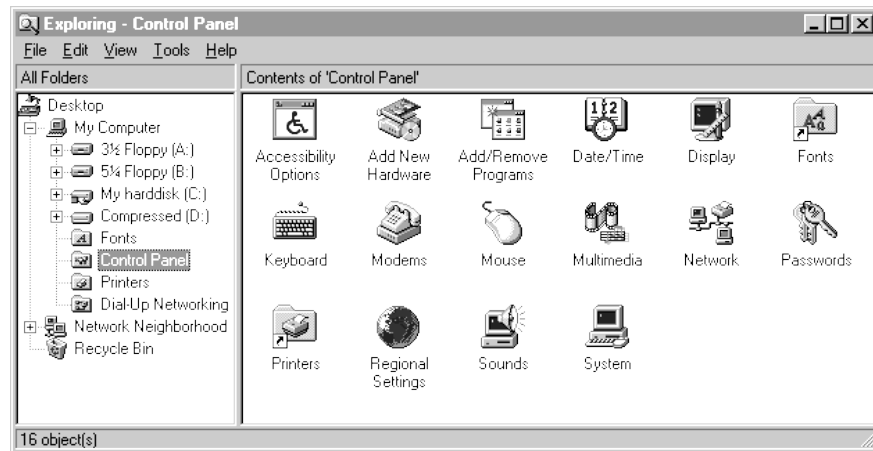 Exploring - Control Panel
File Edit View Tools Help
All Folders
Contents of 'Control Panel'
Desktop
My Computer
3½ Floppy (A:)
5¼ Floppy (B:)
My harddisk (C:)
Compressed (D:)
Fonts
Control Panel
Printers
Dial-Up Networking
Network Neighborhood
Recycle Bin
Accessibility Options
Add New Hardware
Add/Remove Programs
Date/Time
Display
Fonts
Keyboard
Modems
Mouse
Multimedia
Network
Passwords
Printers
Regional Settings
Sounds
System
16 object(s)